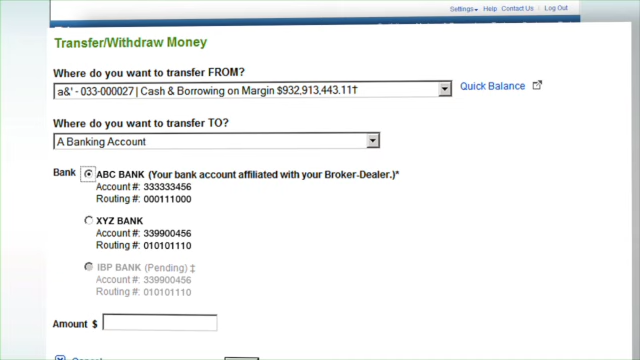 Settings Help Contact Us Log Out
Transfer/Withdraw Money
Where do you want to transfer FROM?
a&' - 033-000027 | Cash & Borrowing on Margin $932,913,443.11†
Quick Balance
Where do you want to transfer TO?
A Banking Account
Bank ABC BANK (Your bank account affiliated with your Broker-Dealer.)*
Account #: 333333456
Routing #: 000111000
XYZ BANK
Account #: 339900456
Routing #: 010101110
IBP BANK (Pending) ‡
Account #: 339900456
Routing #: 010101110
Amount $